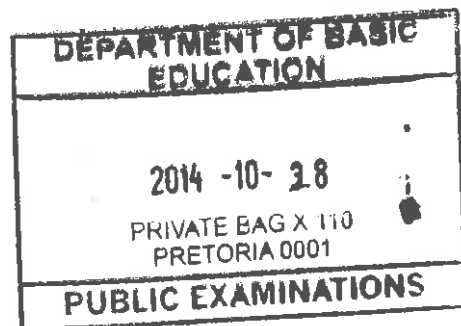 DEPARTMENT OF BASIC
EDUCATION
2014 -10- 28
PRIVATE BAG X 110
PRETORIA 0001
PUBLIC EXAMINATIONS